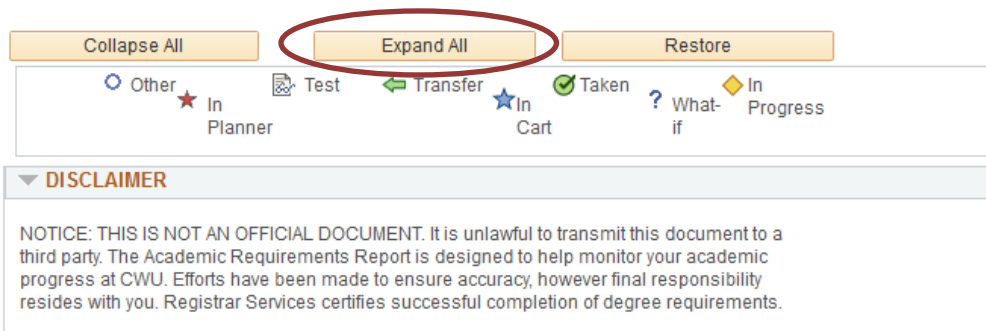 Collapse All Expand All Restore
Other Test Transfer Taken In
In In What- Progress
Planner Cart if
DISCLAIMER
NOTICE: THIS IS NOT AN OFFICIAL DOCUMENT. It is unlawful to transmit this document to a
third party. The Academic Requirements Report is designed to help monitor your academic
progress at CWU. Efforts have been made to ensure accuracy, however final responsibility
resides with you. Registrar Services certifies successful completion of degree requirements.